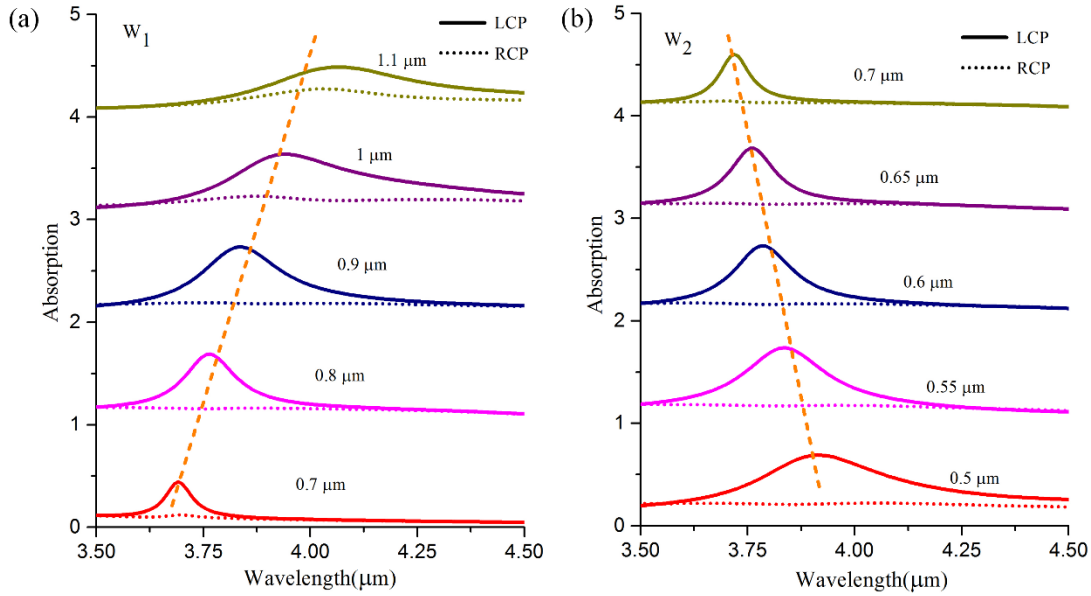 (a)
W1
LCP
RCP
1.1 μm
1 μm
0.9 μm
0.8 μm
0.7 μm
Absorption
5
4
3
2
1
0
3.50 3.75 4.00 4.25 4.50
Wavelength(μm)
(b)
W2
LCP
RCP
0.7 μm
0.65 μm
0.6 μm
0.55 μm
0.5 μm
Absorption
5
4
3
2
1
0
3.50 3.75 4.00 4.25 4.50
Wavelength(μm)